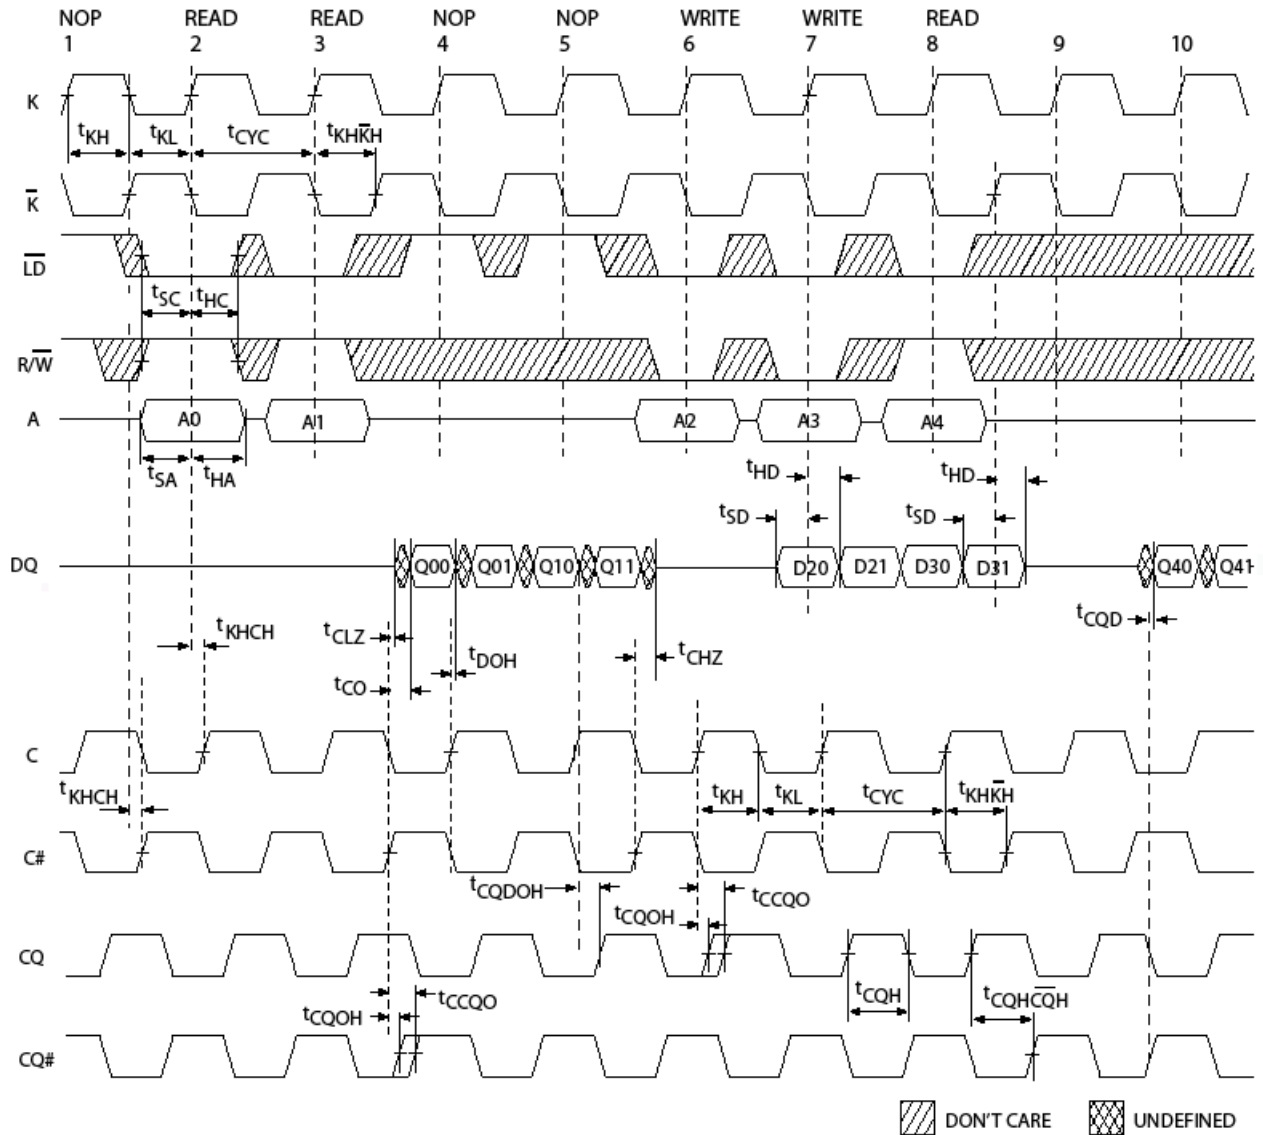 NOP READ READ NOP NOP WRITE WRITE READ
1 2 3 4 5 6 7 8 9 10
K
tKH tKL tCYC tKHK̅H
K̅
L̅D̅
tSC tHC
R/W̅
A A0 A1 A2 A3 A4
tSA tHA tHD tHD
tSD tSD
DQ Q00 Q01 Q10 Q11 D20 D21 D30 D31 Q40 Q41
tKHCH tCLZ tDOH tCHZ tCQD
tCO
C
tKHCH tKH tKL tCYC tKHK̅H
C#
tCQDOH tCQOH tCCQO
CQ
tCQOH tCCQO tCQH tCQHC̅Q̅H
CQ#
DON'T CARE UNDEFINED